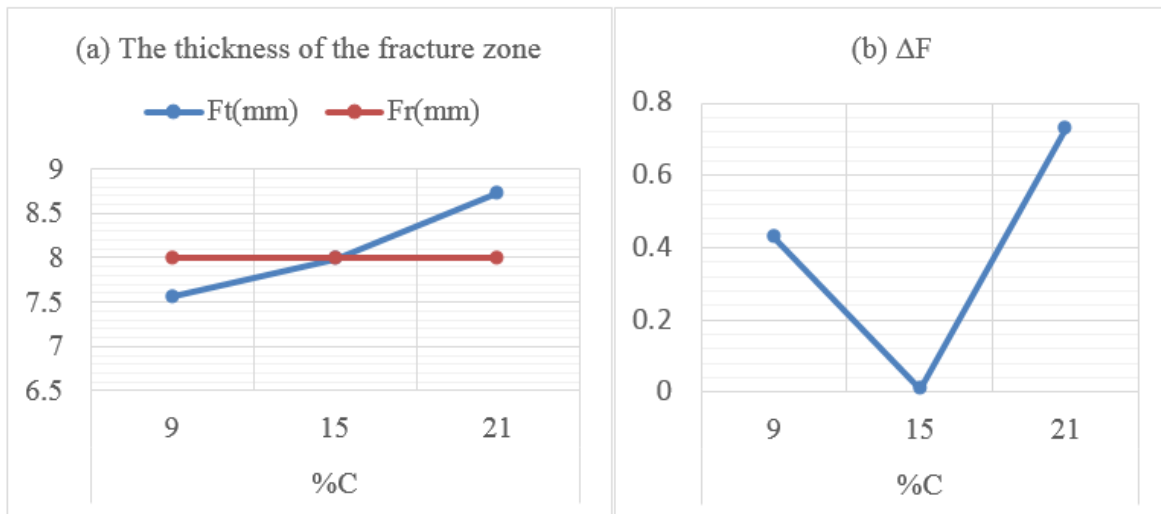 (a) The thickness of the fracture zone
Ft(mm) Fr(mm)
9
8.5
8
7.5
7
6.5
9 15 21
%C
(b) ΔF
0.8
0.6
0.4
0.2
0
9 15 21
%C